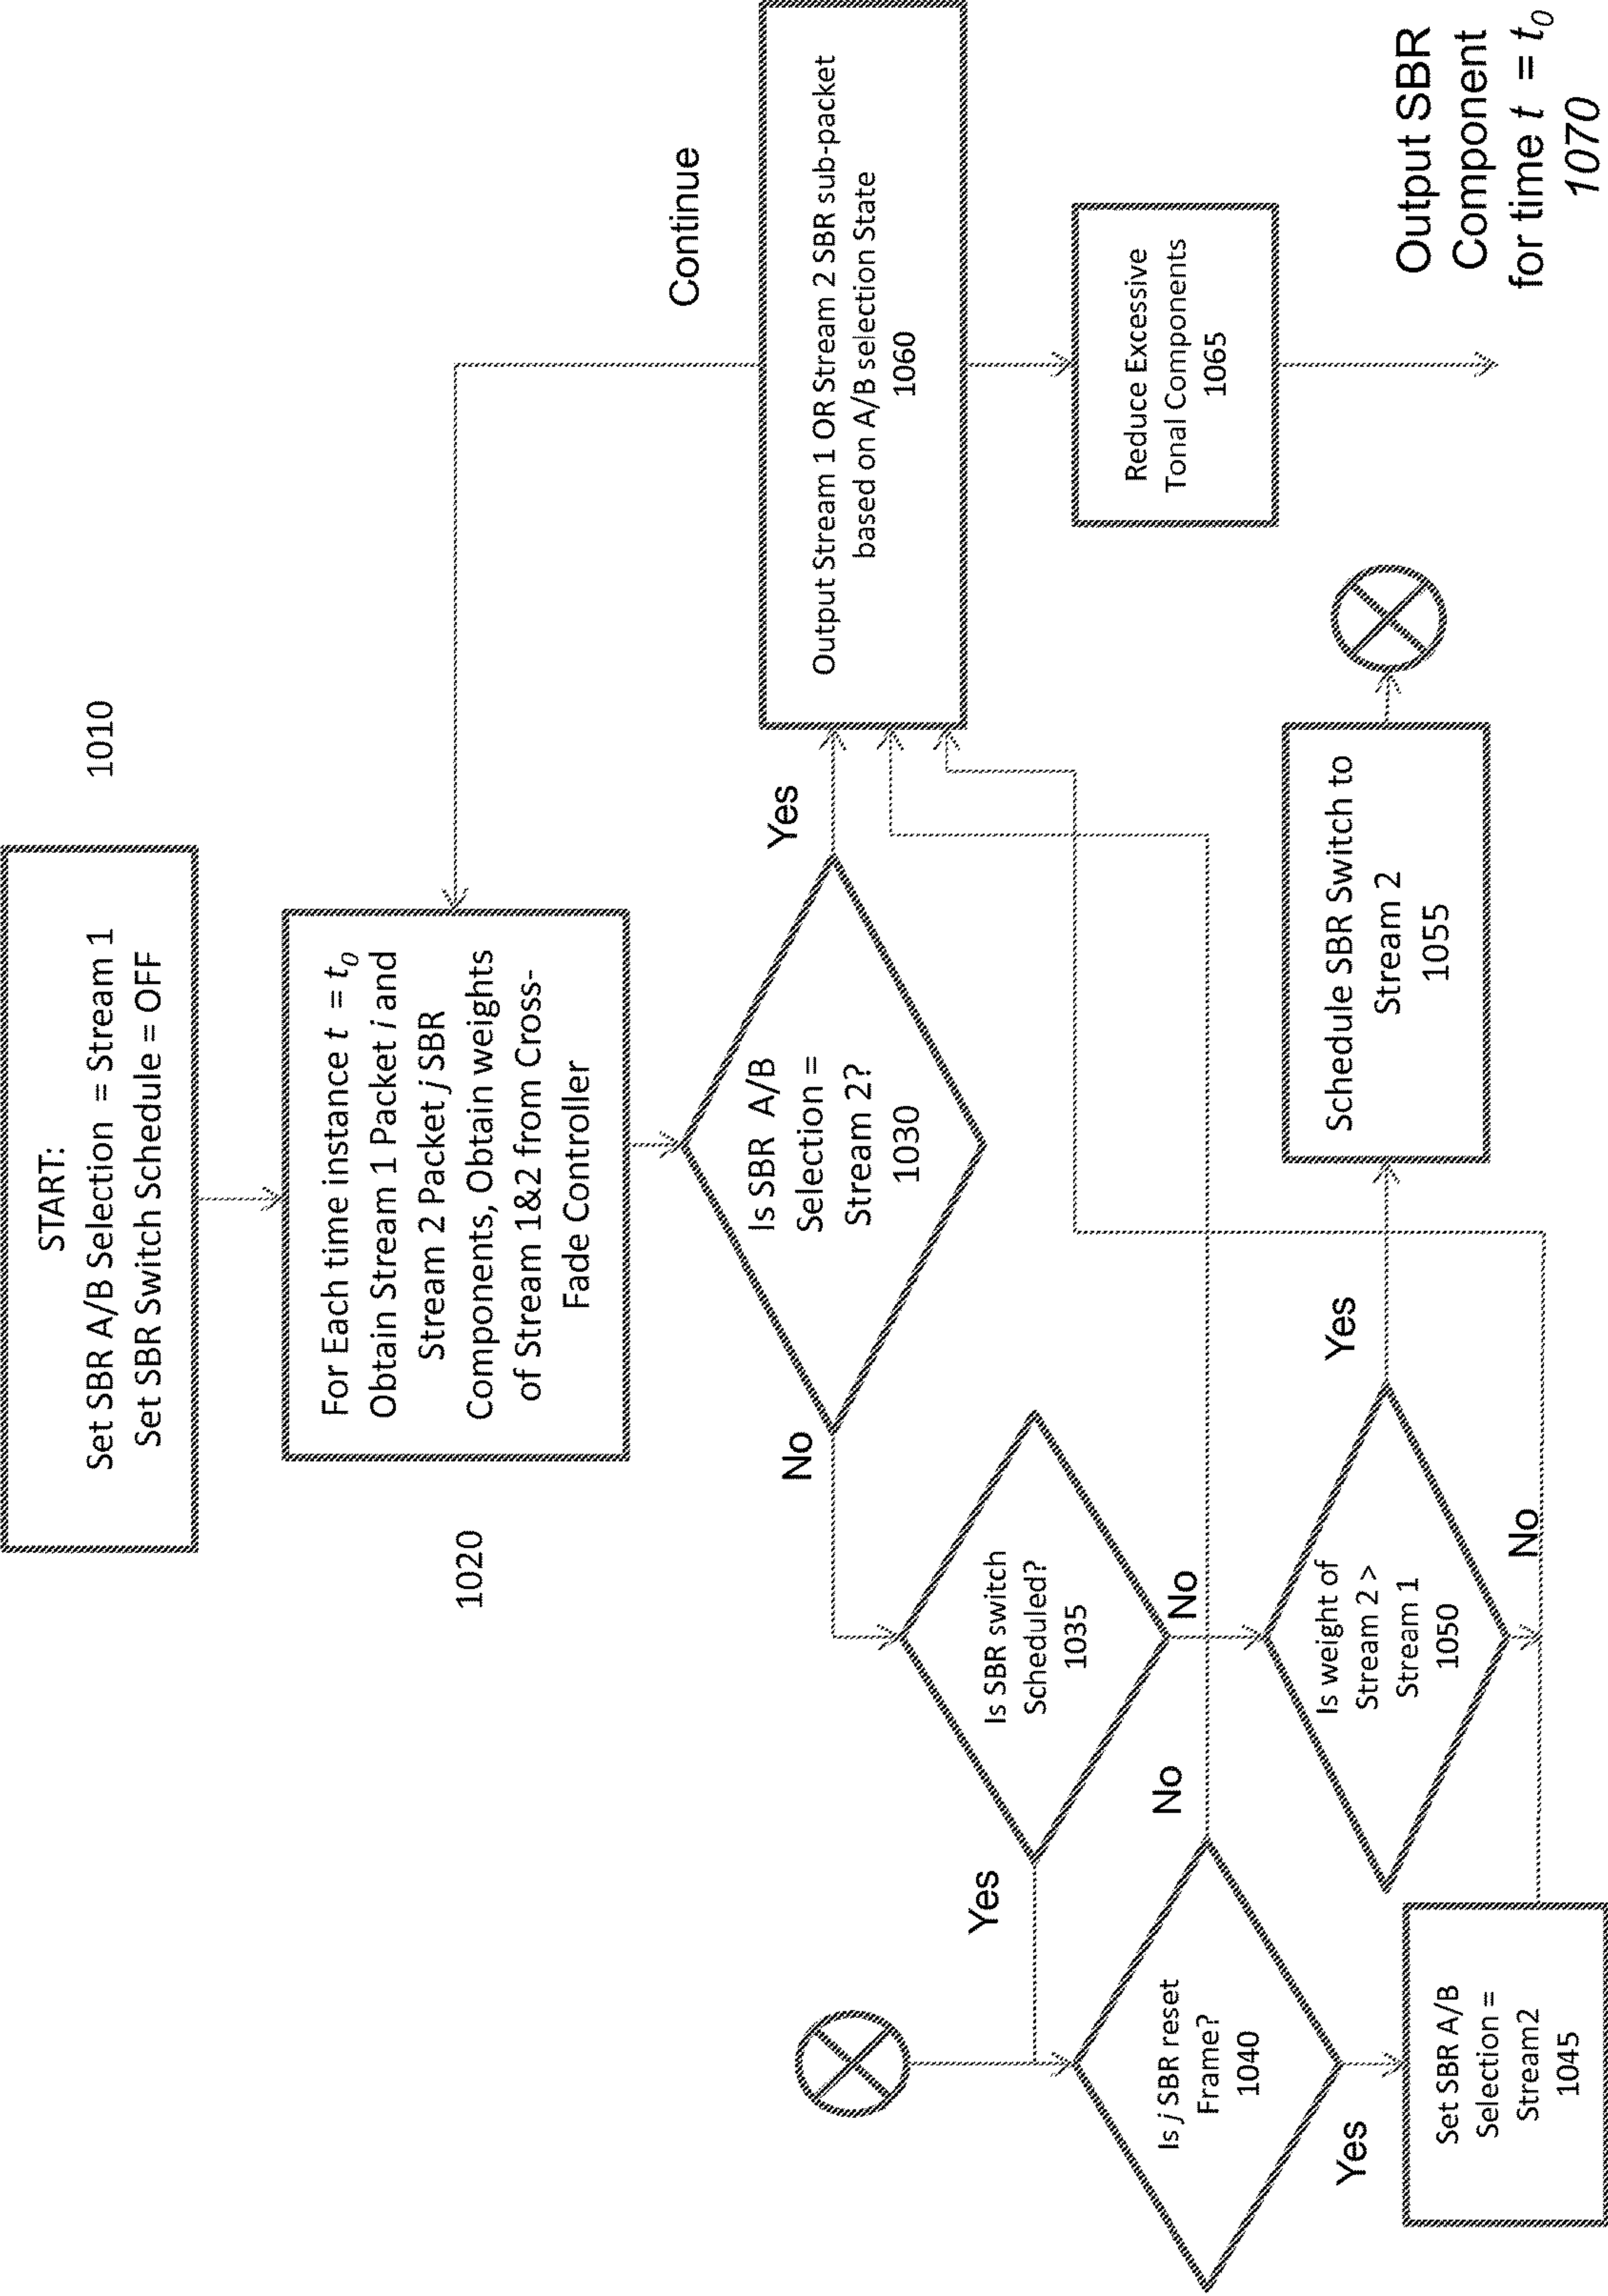 START:
Set SBR A/B Selection = Stream 1
Set SBR Switch Schedule = OFF
1010
For Each time instance t = t0
Obtain Stream 1 Packet i and
Stream 2 Packet j SBR
Components, Obtain weights
of Stream 1&2 from Cross-
Fade Controller
1020
Continue
Is SBR A/B
Selection =
Stream 2?
1030
Yes
No
Output Stream 1 OR Stream 2 SBR sub-packet
based on A/B selection State
1060
Is SBR switch
Scheduled?
1035
Yes
No
Reduce Excessive
Tonal Components
1065
Is j SBR reset
Frame?
1040
No
Yes
Is weight of
Stream 2 >
Stream 1
1050
Yes
No
Schedule SBR Switch to
Stream 2
1055
Set SBR A/B
Selection =
Stream2
1045
Output SBR
Component
for time t = t0
1070